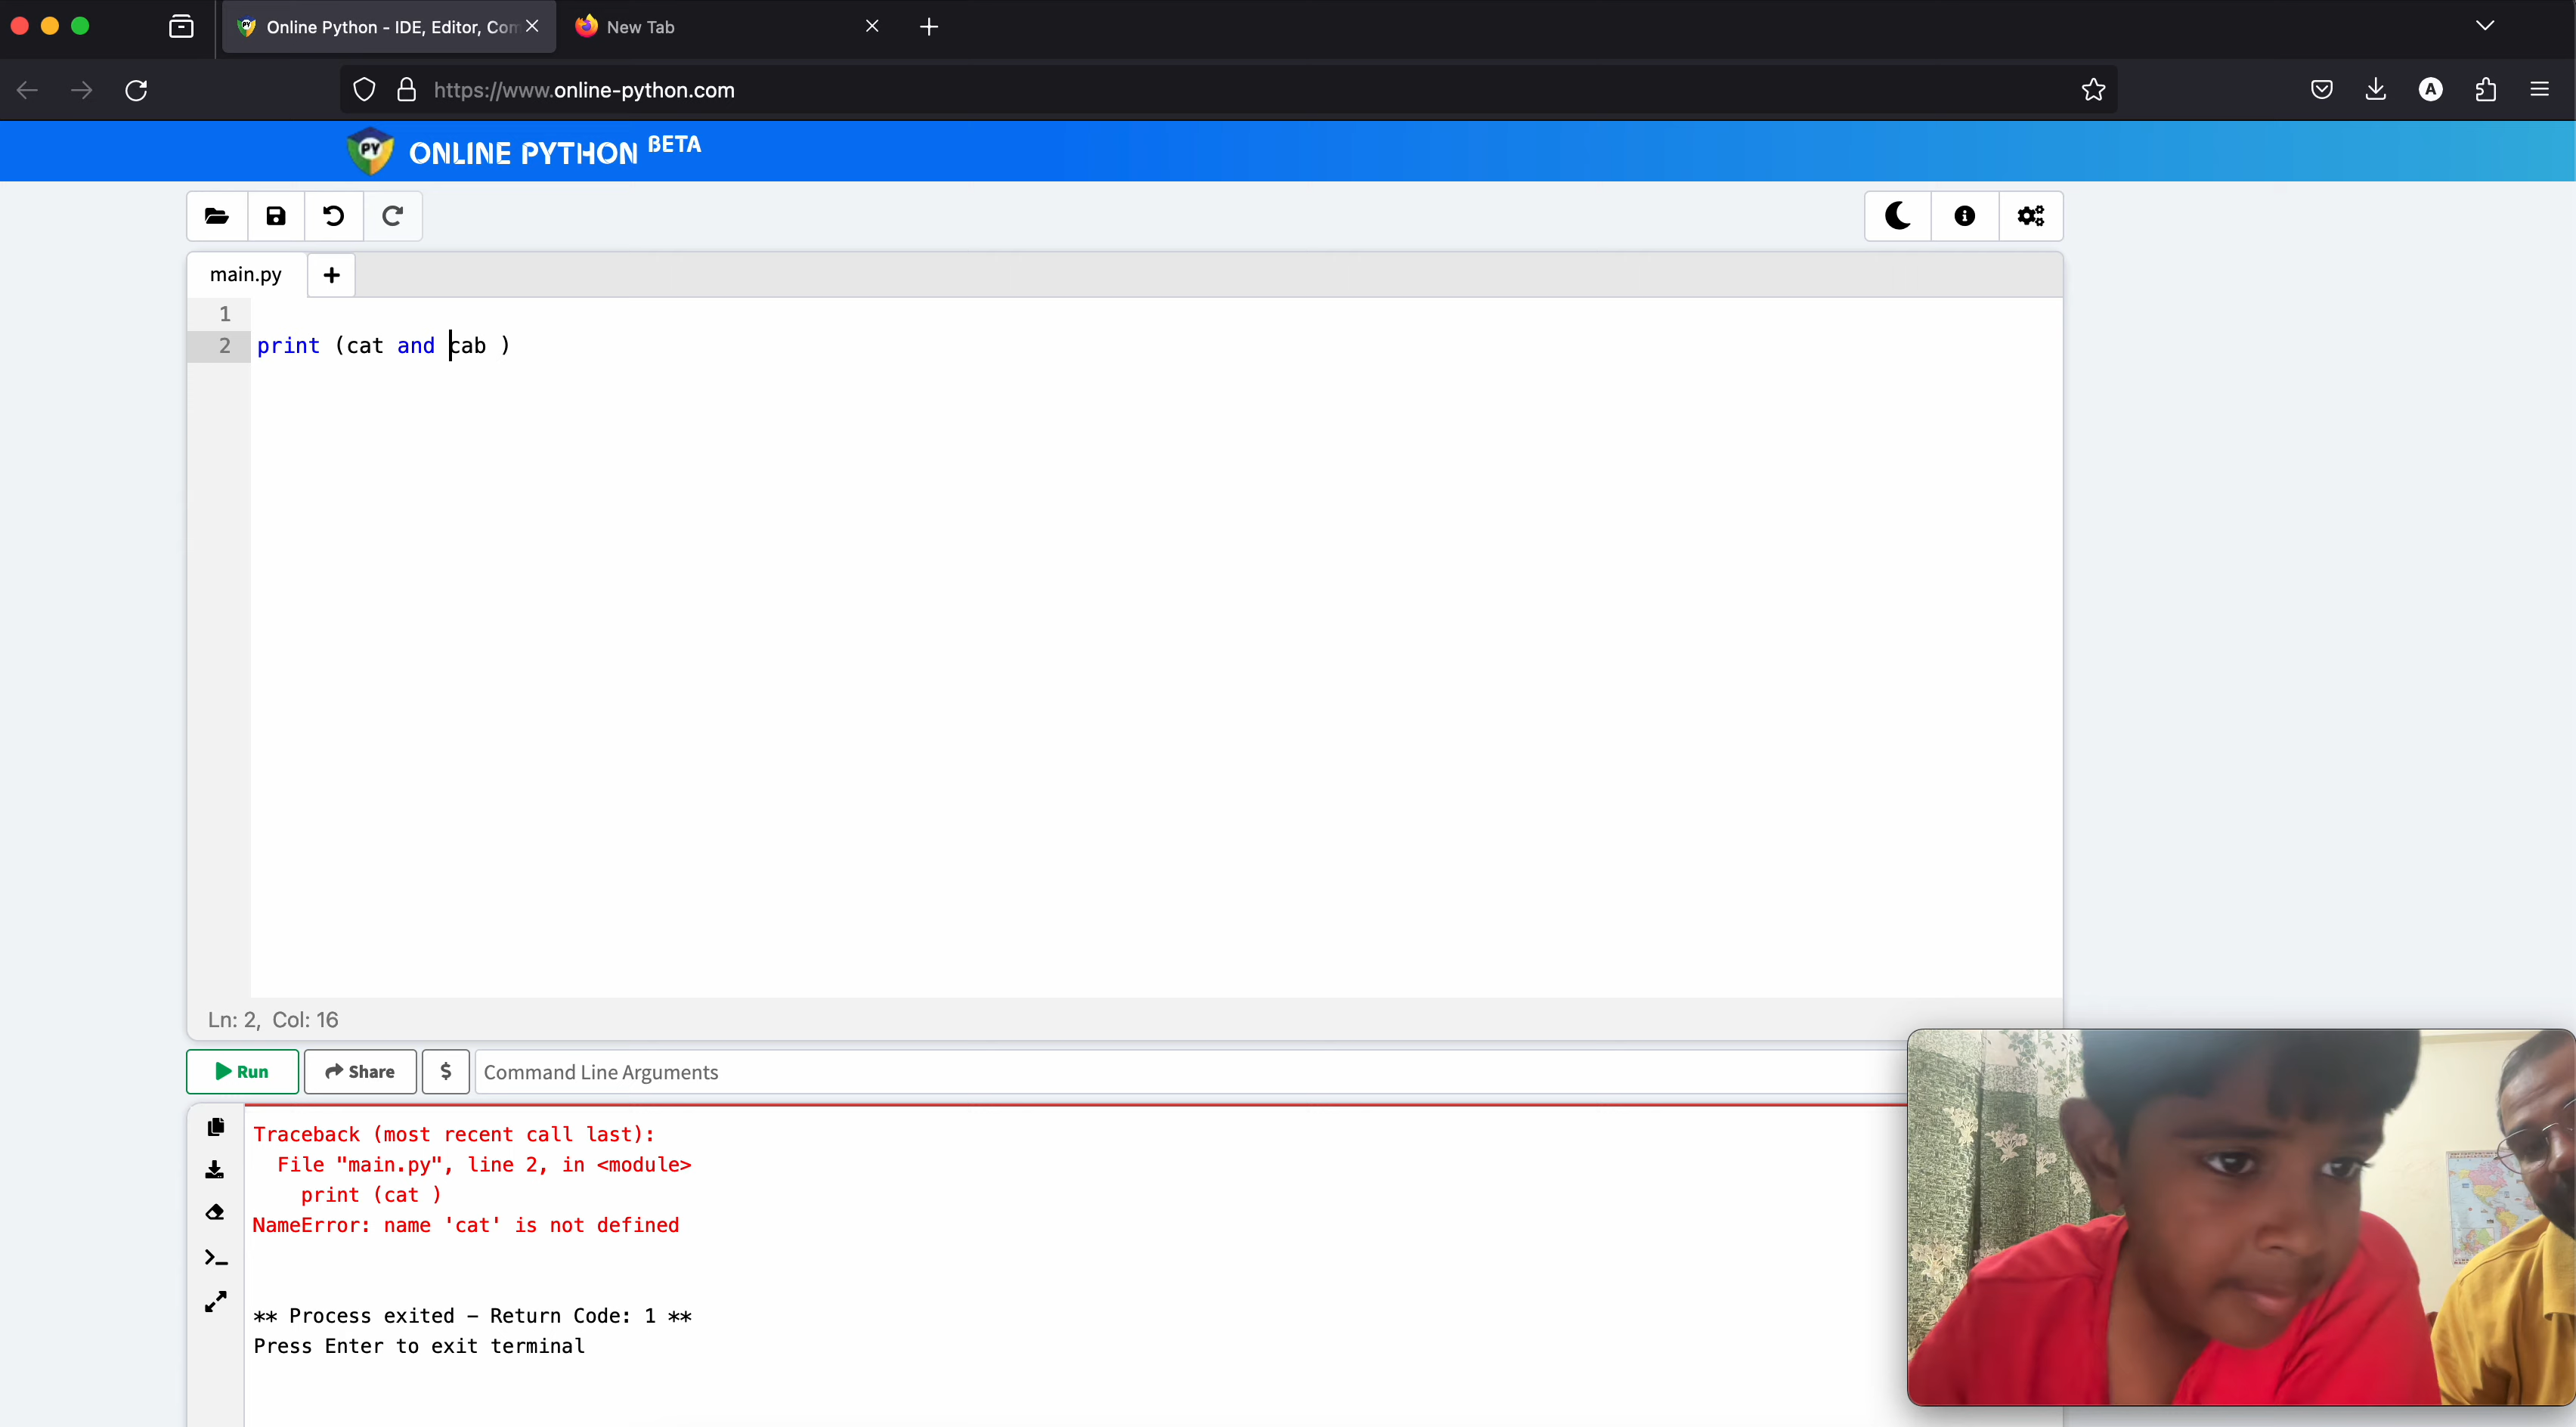 Online Python - IDE, Editor, Com
New Tab
A
https://www.online-python.com
PY ONLINE PYTHON BETA
main.py
1
2 print (cat and cab )
Ln: 2, Col: 16
Run Share $ Command Line Arguments
Traceback (most recent call last):
File "main.py", line 2, in <module>
print (cat )
NameError: name 'cat' is not defined
** Process exited - Return Code: 1 **
Press Enter to exit terminal